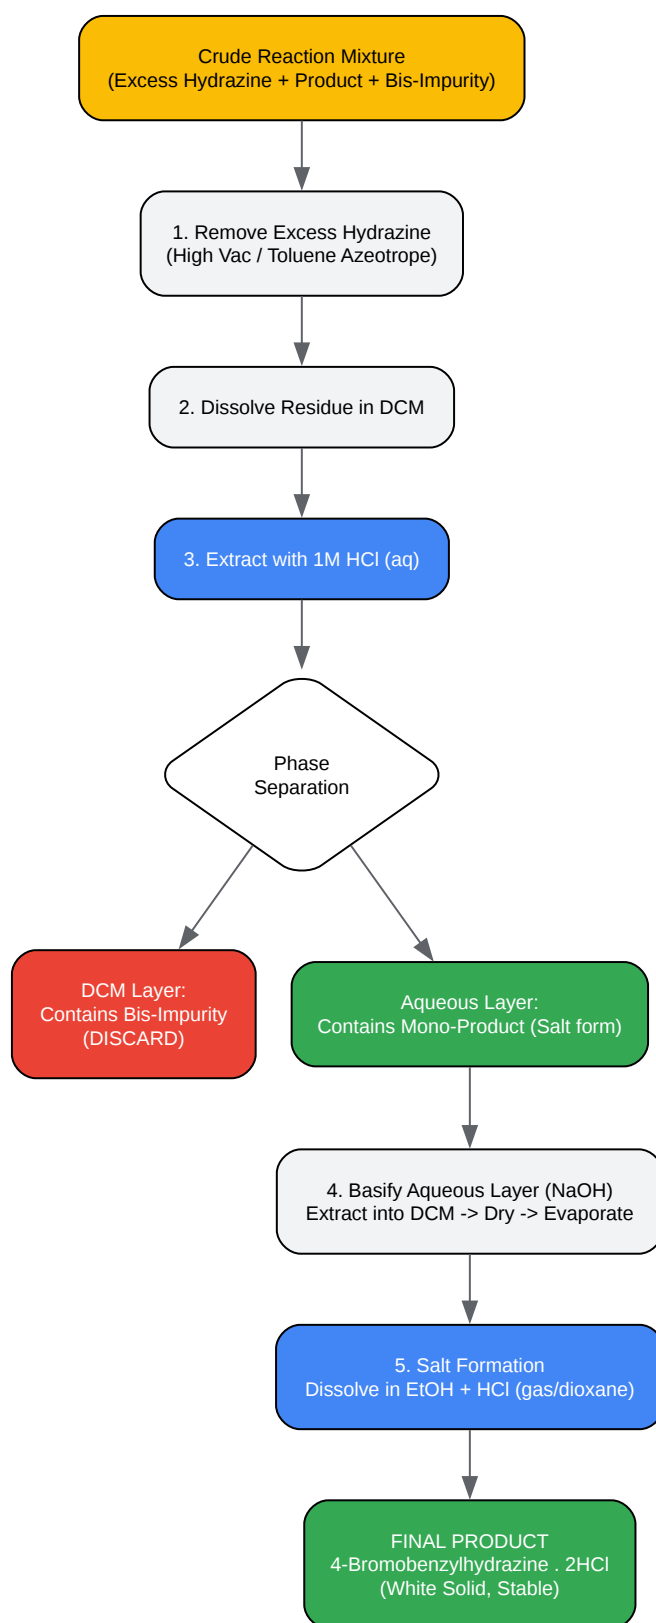 Crude Reaction Mixture
(Excess Hydrazine + Product + Bis-Impurity)
1. Remove Excess Hydrazine
(High Vac / Toluene Azeotrope)
2. Dissolve Residue in DCM
3. Extract with 1M HCl (aq)
Phase
Separation
DCM Layer:
Contains Bis-Impurity
(DISCARD)
Aqueous Layer:
Contains Mono-Product (Salt form)
4. Basify Aqueous Layer (NaOH)
Extract into DCM -> Dry -> Evaporate
5. Salt Formation
Dissolve in EtOH + HCl (gas/dioxane)
FINAL PRODUCT
4-Bromobenzylhydrazine . 2HCl
(White Solid, Stable)